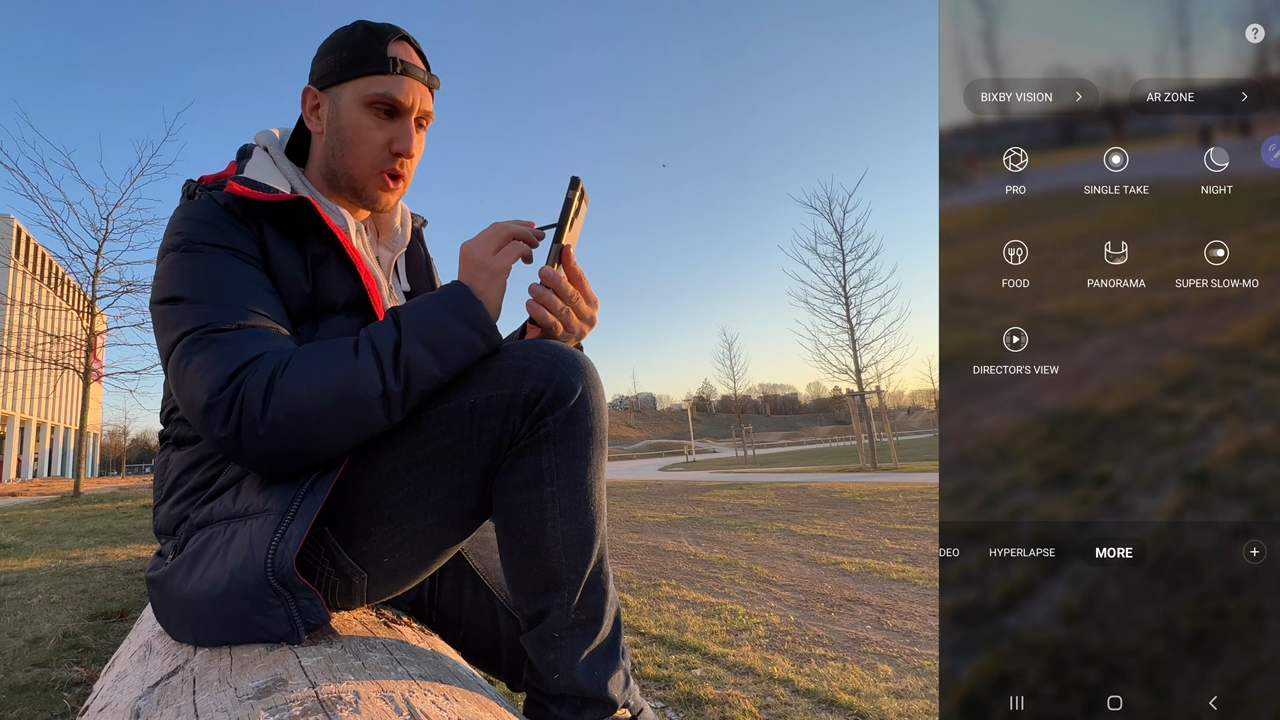 ?
BIXBY VISION
AR ZONE
PRO
SINGLE TAKE
NIGHT
FOOD
PANORAMA
SUPER SLOW-MO
DIRECTOR'S VIEW
DEO
HYPERLAPSE
MORE